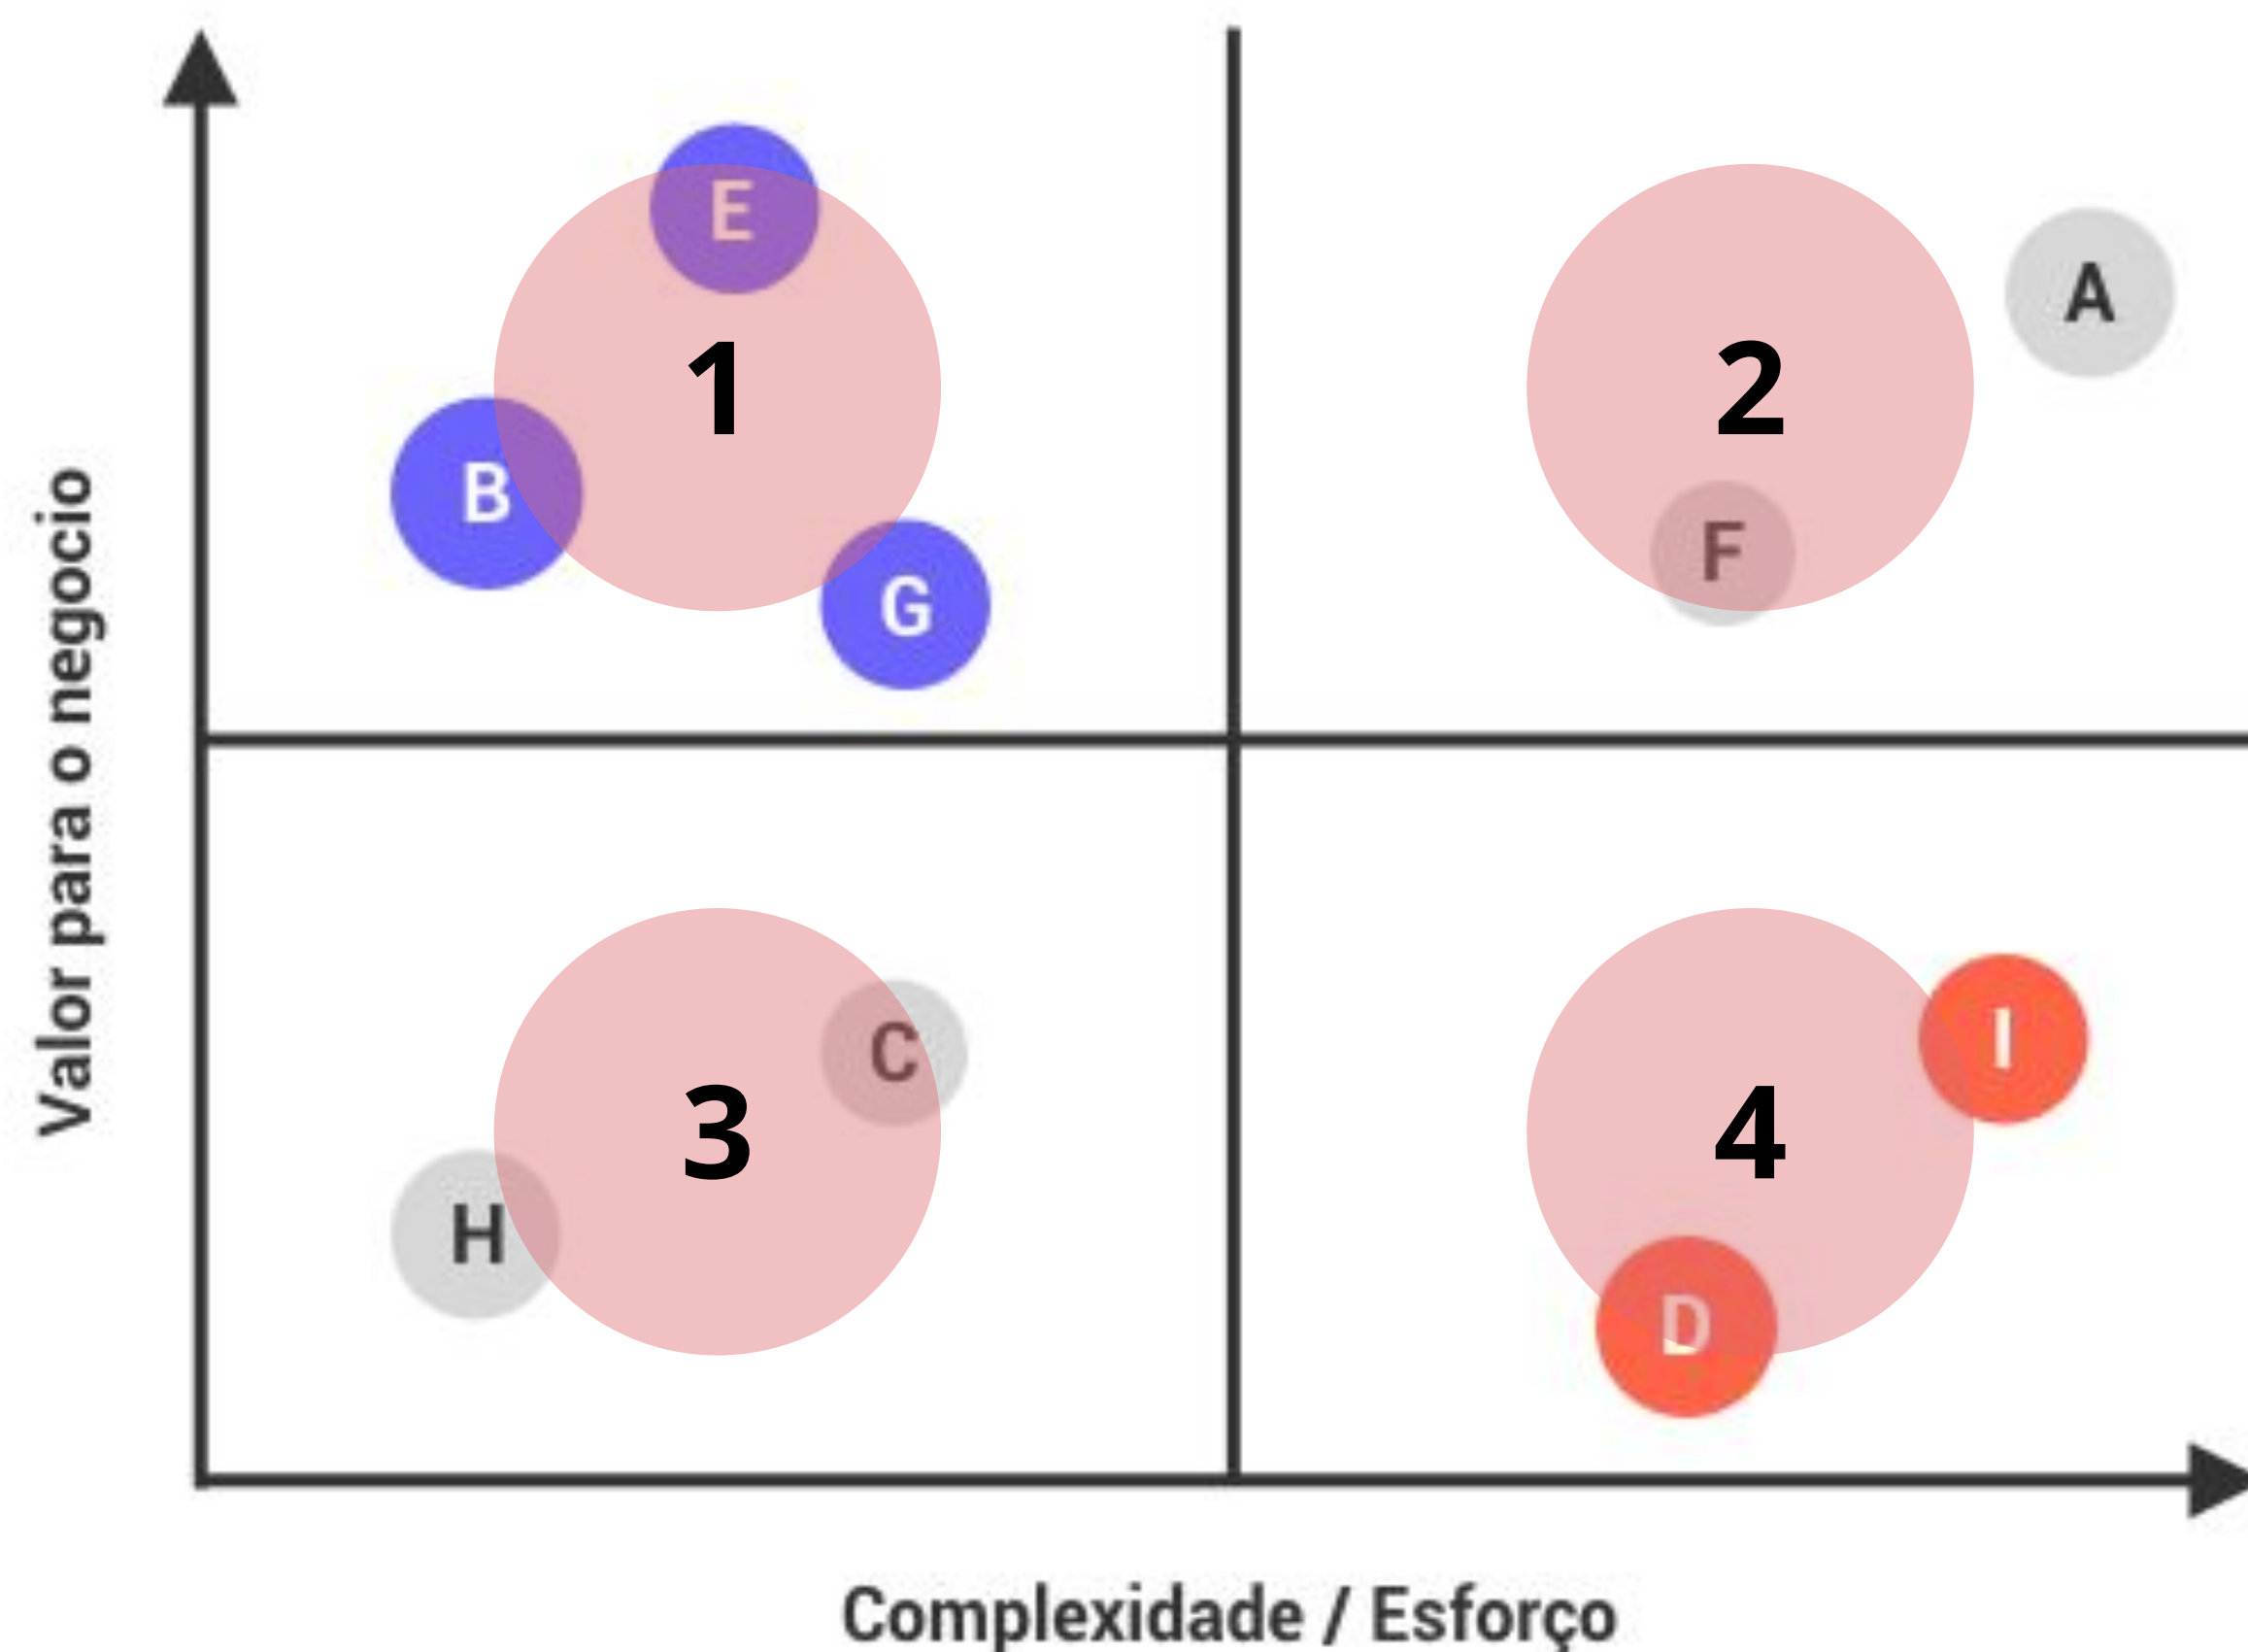 E
1
2
A
B
F
G
Valor para o negocio
C
I
3
4
H
D
Complexidade / Esforço